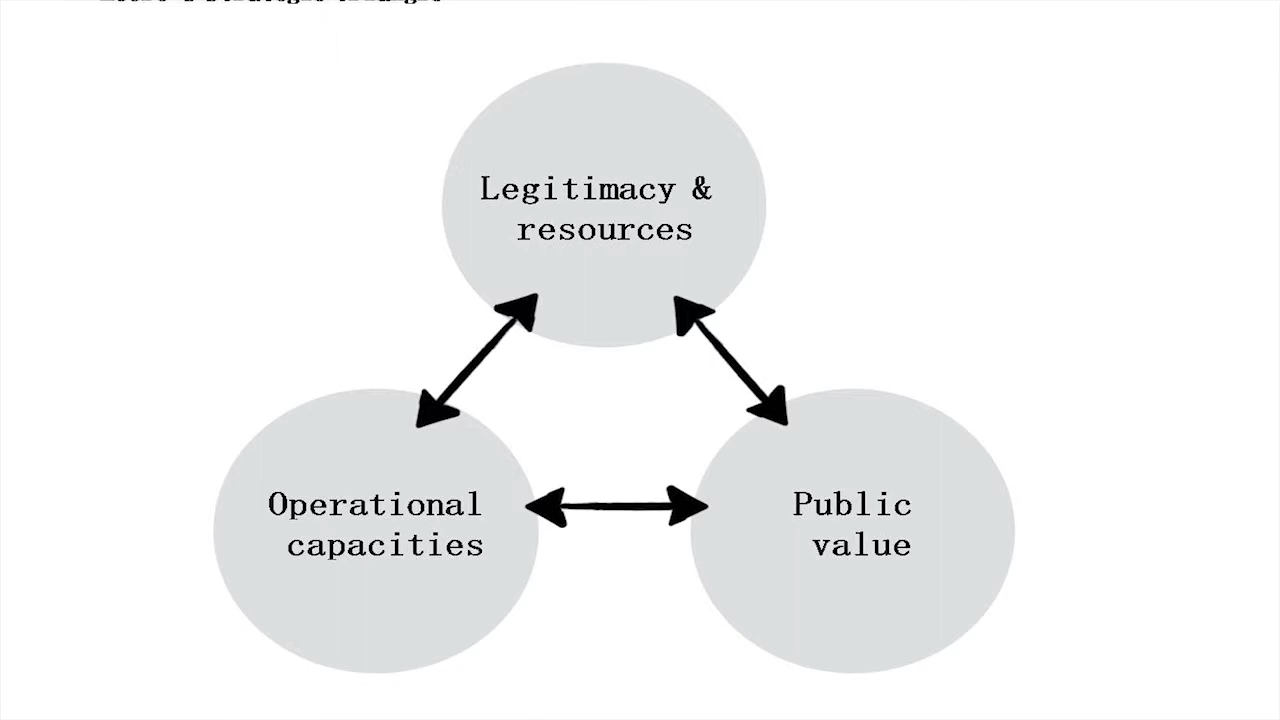 Legitimacy &
resources
Operational
capacities
Public
value